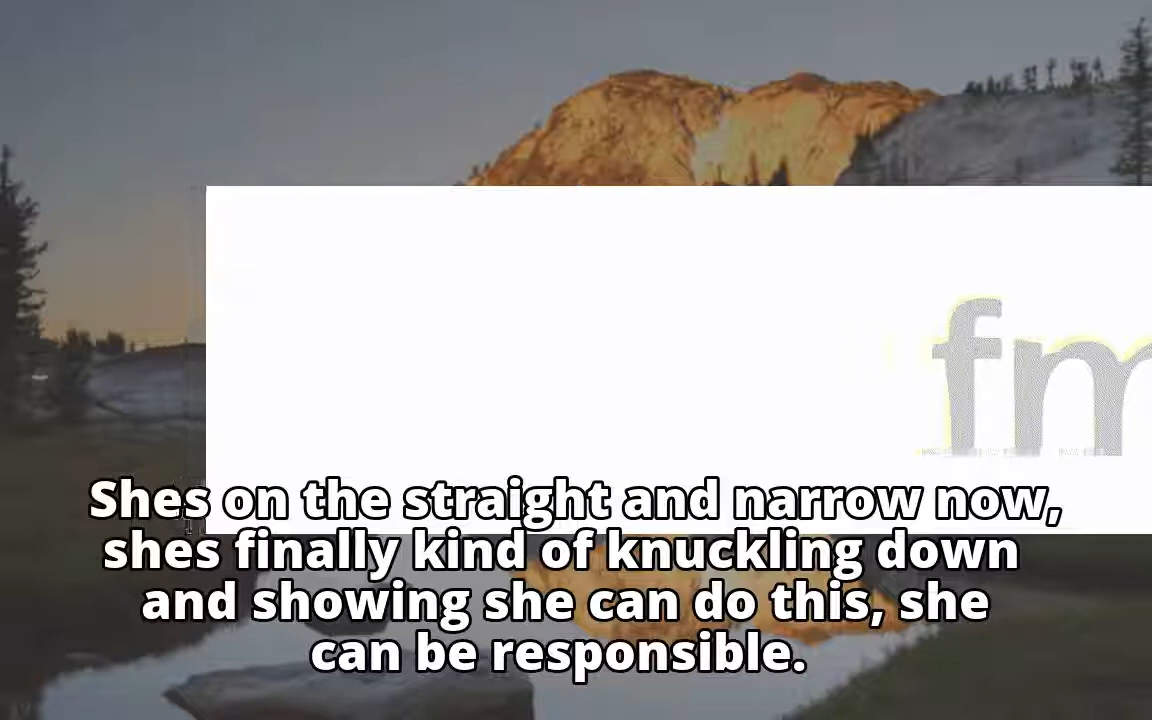 fm
Shes on the straight and narrow now,
shes finally kind of knuckling down
and showing she can do this, she
can be responsible.